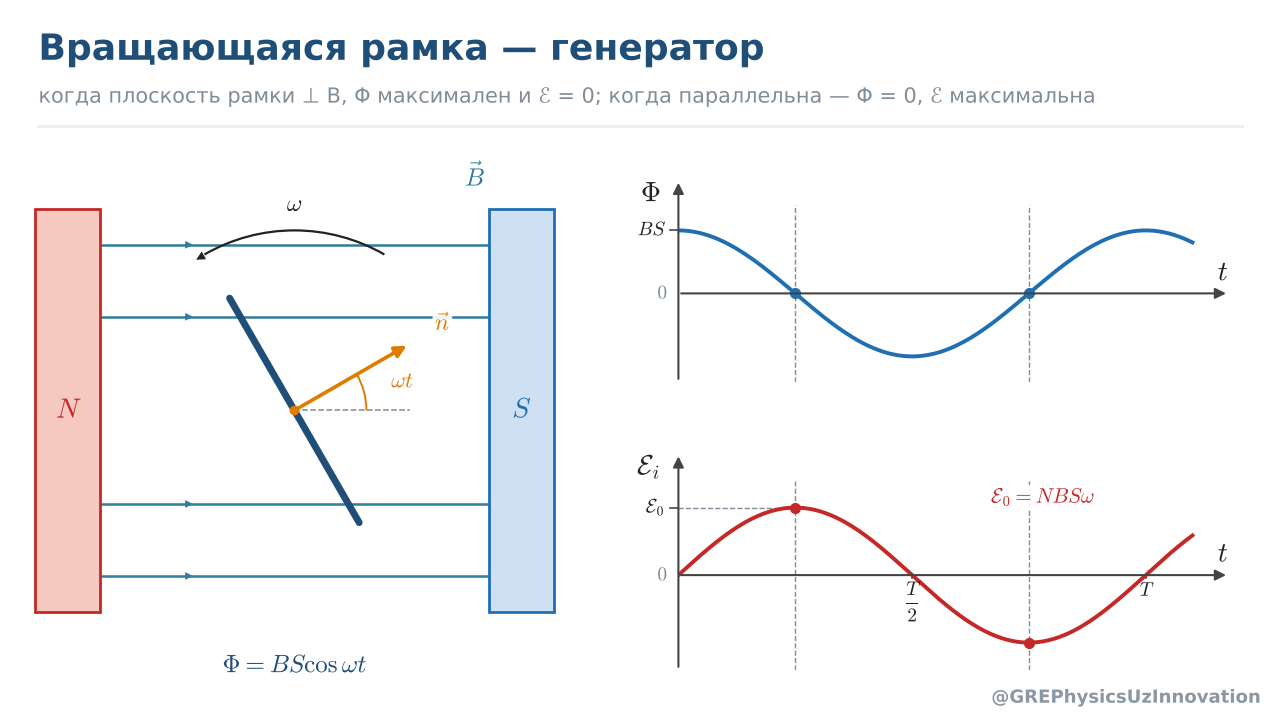 Вращающаяся рамка — генератор
когда плоскость рамки ⊥ B, Φ максимален и ℰ = 0; когда параллельна — Φ = 0, ℰ максимальна
B⃗
ω
n⃗
ωt
N
S
Φ = BS cos ωt
Φ
BS
0
t
ℰᵢ
ℰ₀
ℰ₀ = NBSω
0
t
T/2
T
@GREPhysicsUzInnovation